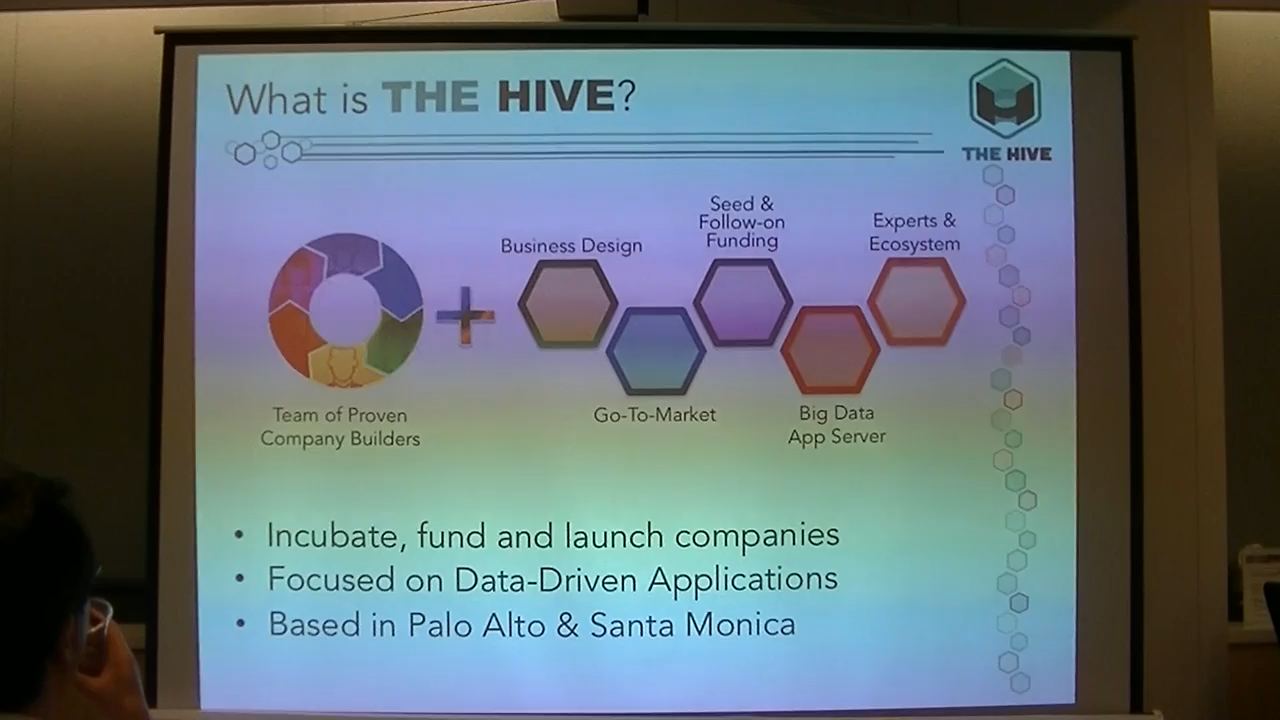 What is THE HIVE?
THE HIVE
Seed &
Follow-on
Funding
Experts &
Ecosystem
Business Design
Team of Proven
Company Builders
Go-To-Market
Big Data
App Server
• Incubate, fund and launch companies
• Focused on Data-Driven Applications
• Based in Palo Alto & Santa Monica